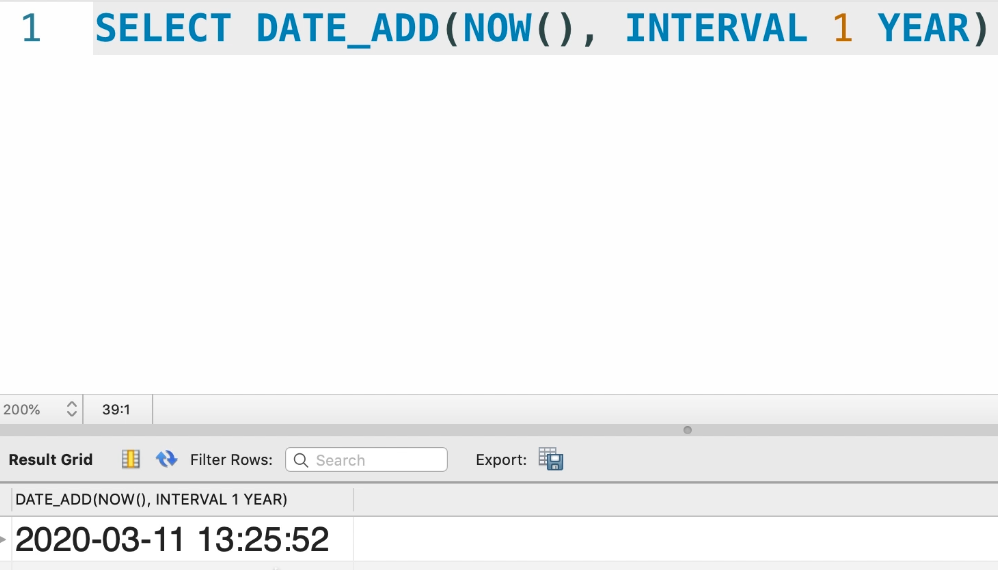 1 SELECT DATE_ADD(NOW(), INTERVAL 1 YEAR)
200% 39:1
Result Grid Filter Rows: Search Export:
DATE_ADD(NOW(), INTERVAL 1 YEAR)
2020-03-11 13:25:52